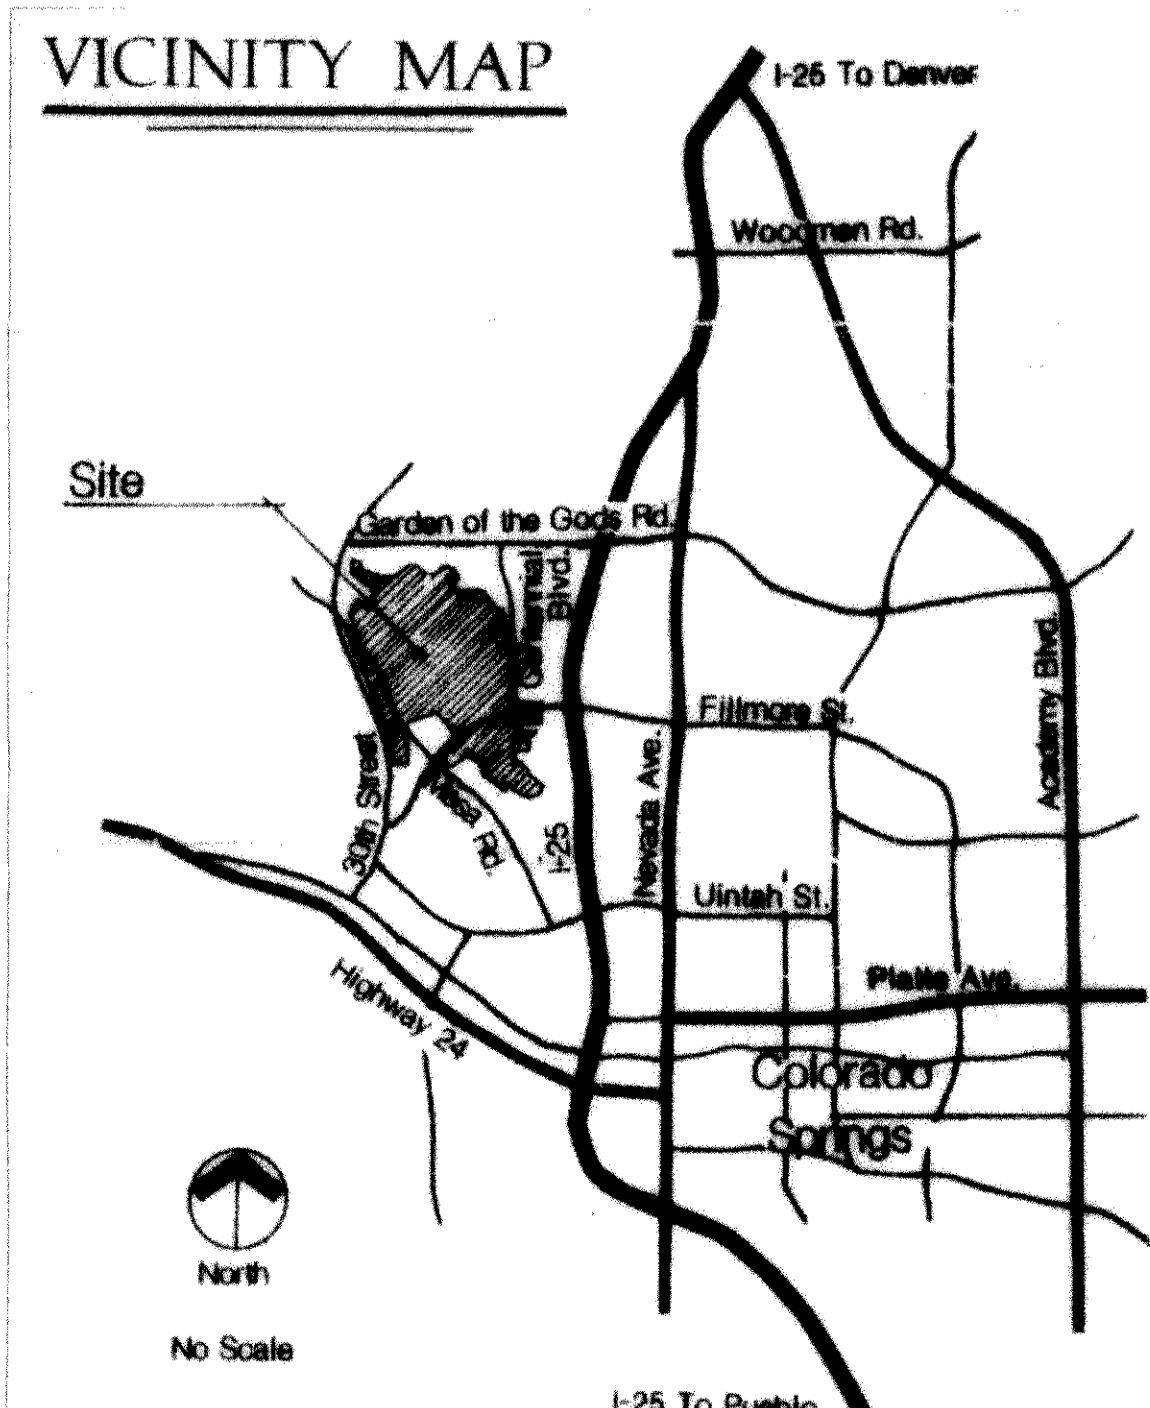 VICINITY MAP
I-25 To Denver
Woodmen Rd.
Site
Garden of the Gods Rd.
Centennial
Blvd.
Fillmore St.
Academy Blvd.
Nevada Ave.
30th Street
Mesa Rd.
I-25
Uintah St.
Platte Ave.
Highway 24
Colorado
Springs
North
No Scale
I-25 To Pueblo